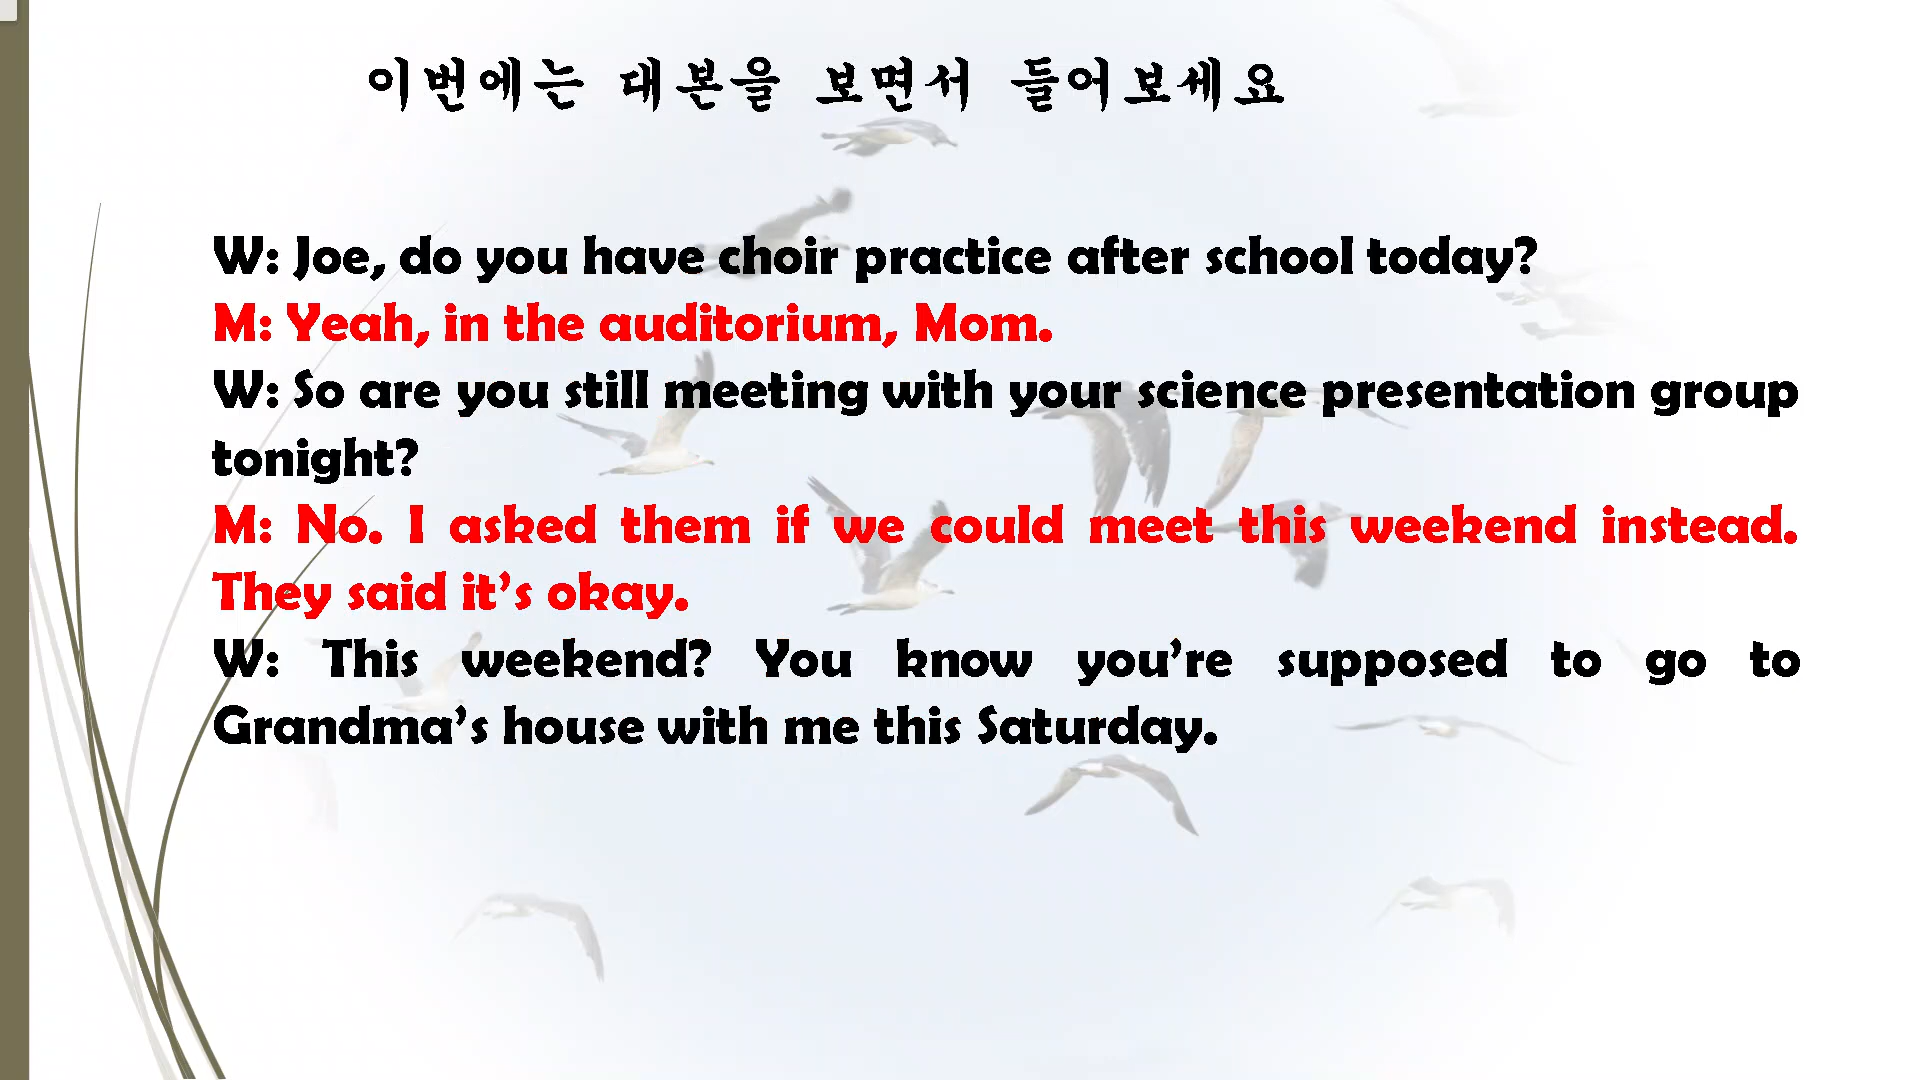 이번에는 대본을 보면서 들어보세요
W: Joe, do you have choir practice after school today?
M: Yeah, in the auditorium, Mom.
W: So are you still meeting with your science presentation group
tonight?
M: No. I asked them if we could meet this weekend instead.
They said it’s okay.
W: This weekend? You know you’re supposed to go to
Grandma’s house with me this Saturday.